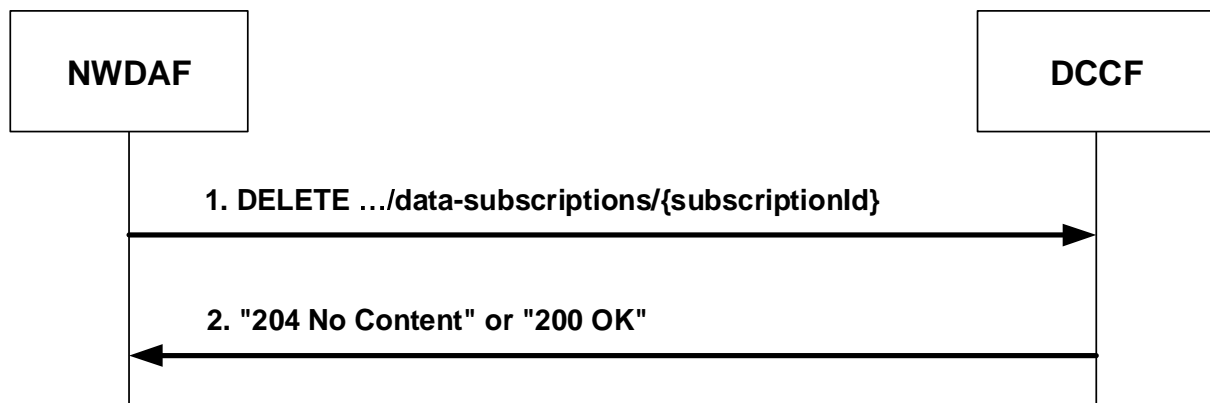 NWDAF
DCCF
1. DELETE …/data-subscriptions/{subscriptionId}
2. "204 No Content" or "200 OK"